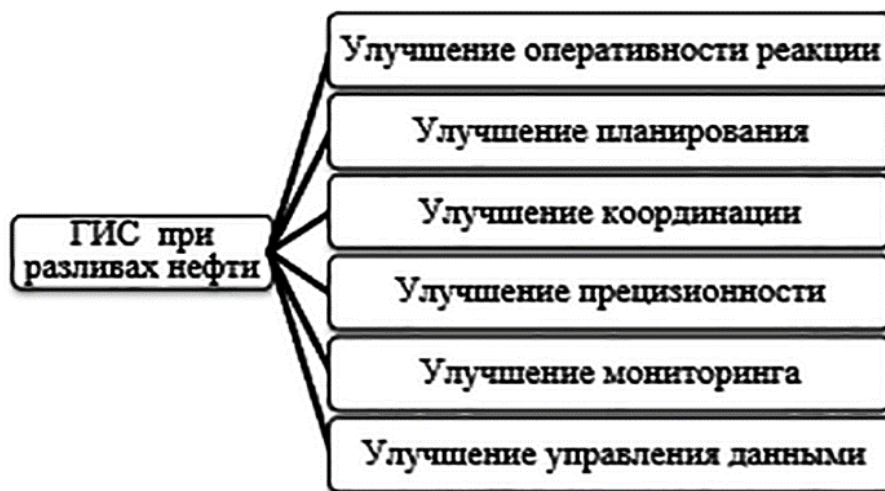 Улучшение оперативности реакции
Улучшение планирования
Улучшение координации
ГИС при
разливах нефти
Улучшение прецизионности
Улучшение мониторинга
Улучшение управления данными